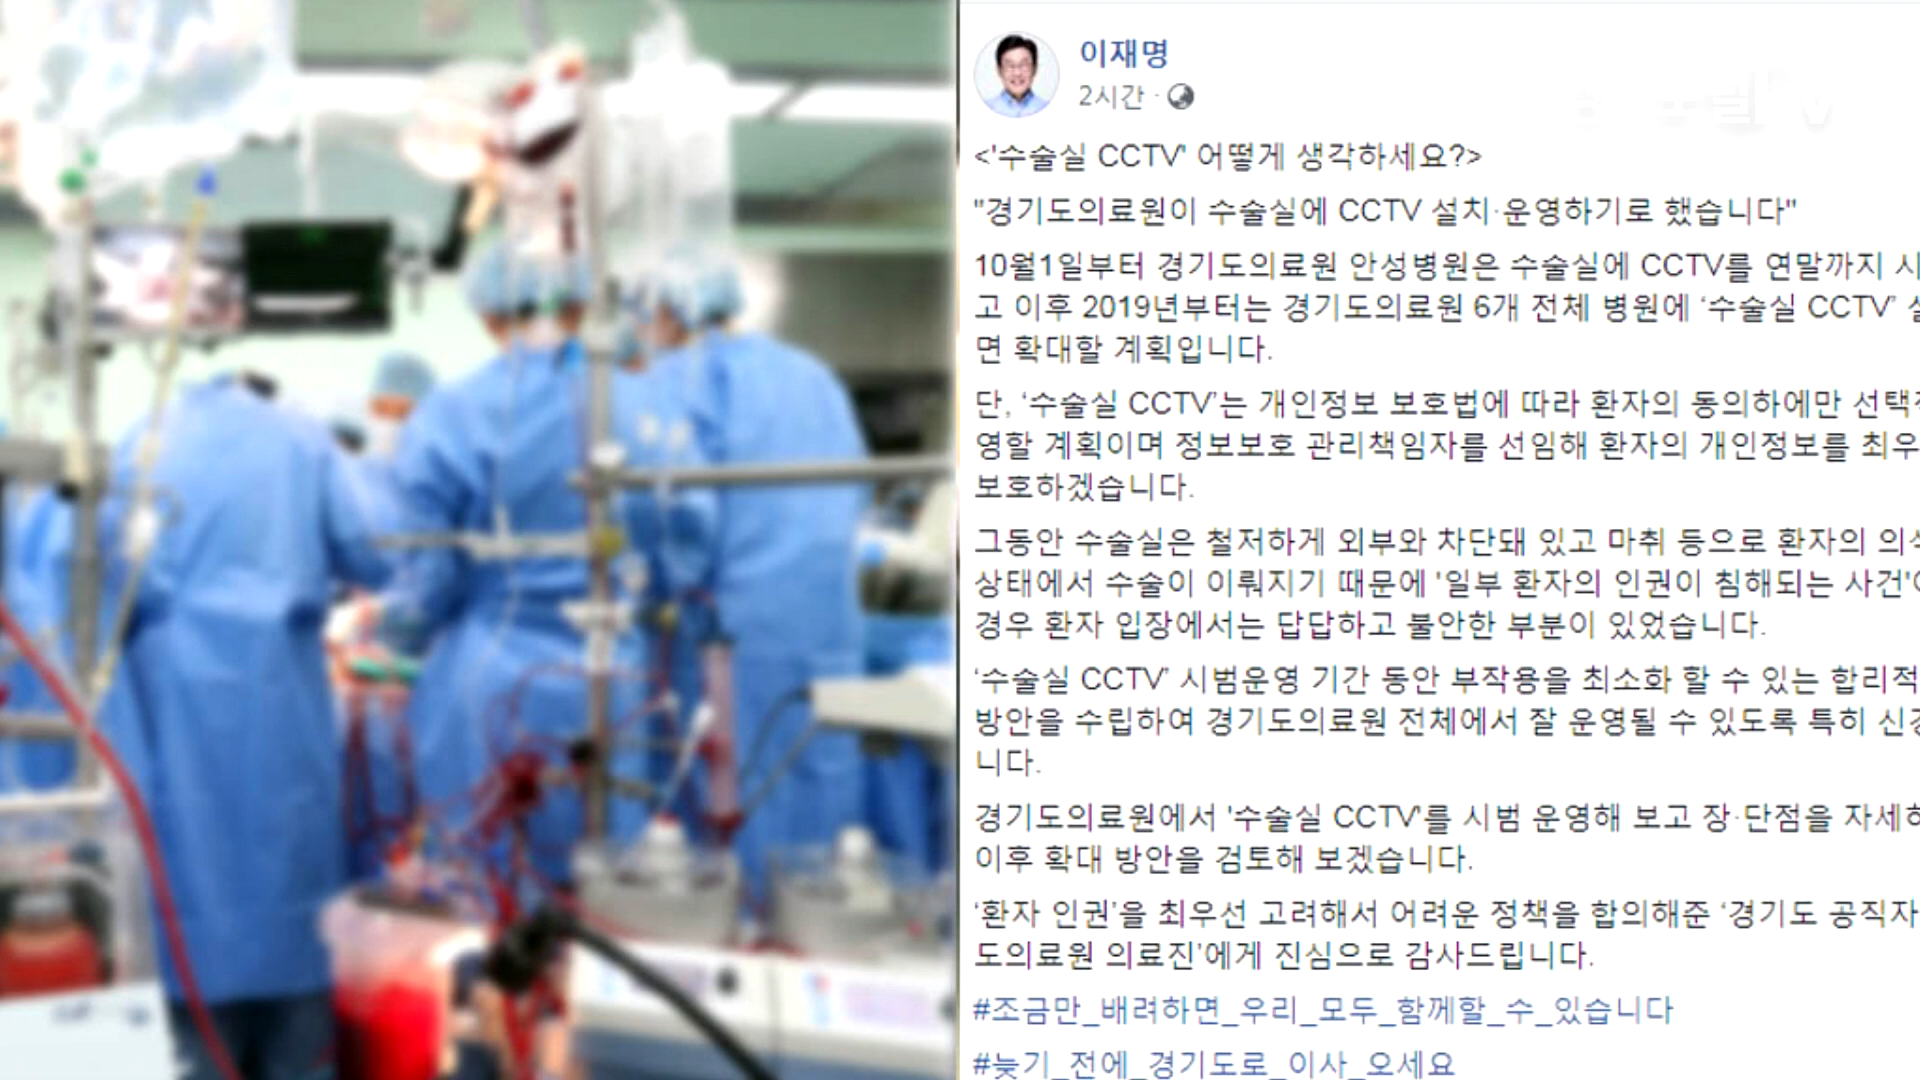 이재명
2시간 ·
<'수술실 CCTV' 어떻게 생각하세요?>
"경기도의료원이 수술실에 CCTV 설치·운영하기로 했습니다"
10월1일부터 경기도의료원 안성병원은 수술실에 CCTV를 연말까지 시
고 이후 2019년부터는 경기도의료원 6개 전체 병원에 ‘수술실 CCTV’
면 확대할 계획입니다.
단, ‘수술실 CCTV’는 개인정보 보호법에 따라 환자의 동의하에만 선택
영할 계획이며 정보보호 관리책임자를 선임해 환자의 개인정보를 최우
보호하겠습니다.
그동안 수술실은 철저하게 외부와 차단돼 있고 마취 등으로 환자의 의
상태에서 수술이 이뤄지기 때문에 '일부 환자의 인권이 침해되는 사건'
경우 환자 입장에서는 답답하고 불안한 부분이 있었습니다.
‘수술실 CCTV’ 시범운영 기간 동안 부작용을 최소화 할 수 있는 합리적
방안을 수립하여 경기도의료원 전체에서 잘 운영될 수 있도록 특히 신
니다.
경기도의료원에서 '수술실 CCTV'를 시범 운영해 보고 장·단점을 자세
이후 확대 방안을 검토해 보겠습니다.
‘환자 인권’을 최우선 고려해서 어려운 정책을 합의해준 ‘경기도 공직자
도의료원 의료진’에게 진심으로 감사드립니다.
#조금만_배려하면_우리_모두_함께할_수_있습니다
#늦기_전에_경기도로_이사_오세요